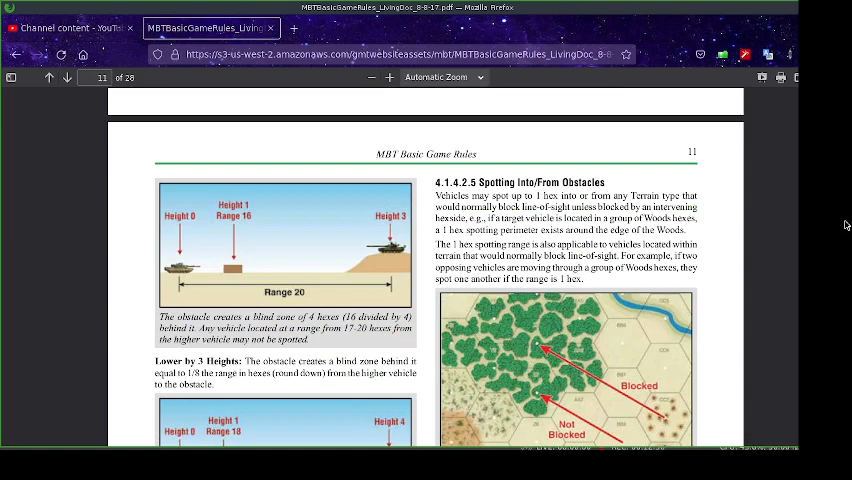 MBTBasicGameRules_LivingDoc_8-8-17.pdf — Mozilla Firefox
Channel content - YouT
MBTBasicGameRules_Living
https://s3-us-west-2.amazonaws.com/gmtwebsiteassets/mbt/MBTBasicGameRules_LivingDoc_8-8
11 of 28
Automatic Zoom
MBT Basic Game Rules
11
Height 0
Height 1
Range 16
Height 3
Range 20
The obstacle creates a blind zone of 4 hexes (16 divided by 4)
behind it. Any vehicle located at a range from 17-20 hexes from
the higher vehicle may not be spotted.
Lower by 3 Heights: The obstacle creates a blind zone behind it
equal to 1/8 the range in hexes (round down) from the higher vehicle
to the obstacle.
Height 0
Height 1
Range 18
Height 4
4.1.4.2.5 Spotting Into/From Obstacles
Vehicles may spot up to 1 hex into or from any Terrain type that
would normally block line-of-sight unless blocked by an intervening
hexside, e.g., if a target vehicle is located in a group of Woods hexes,
a 1 hex spotting perimeter exists around the edge of the Woods.
The 1 hex spotting range is also applicable to vehicles located within
terrain that would normally block line-of-sight. For example, if two
opposing vehicles are moving through a group of Woods hexes, they
spot one another if the range is 1 hex.
Blocked
Not
Blocked